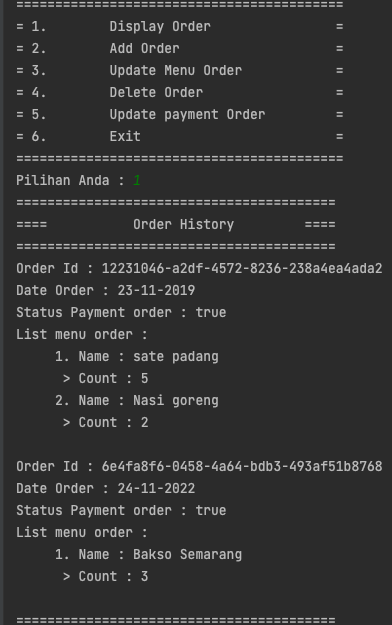 ==========================================
= 1.        Display Order                =
= 2.        Add Order                    =
= 3.        Update Menu Order            =
= 4.        Delete Order                 =
= 5.        Update payment Order         =
= 6.        Exit                         =
==========================================
Pilihan Anda : 1
=========================================
====           Order History         ====
=========================================
Order Id : 12231046-a2df-4572-8236-238a4ea4ada2
Date Order : 23-11-2019
Status Payment order : true
List menu order :
     1. Name : sate padang
      > Count : 5
     2. Name : Nasi goreng
      > Count : 2
Order Id : 6e4fa8f6-0458-4a64-bdb3-493af51b8768
Date Order : 24-11-2022
Status Payment order : true
List menu order :
     1. Name : Bakso Semarang
      > Count : 3
=========================================